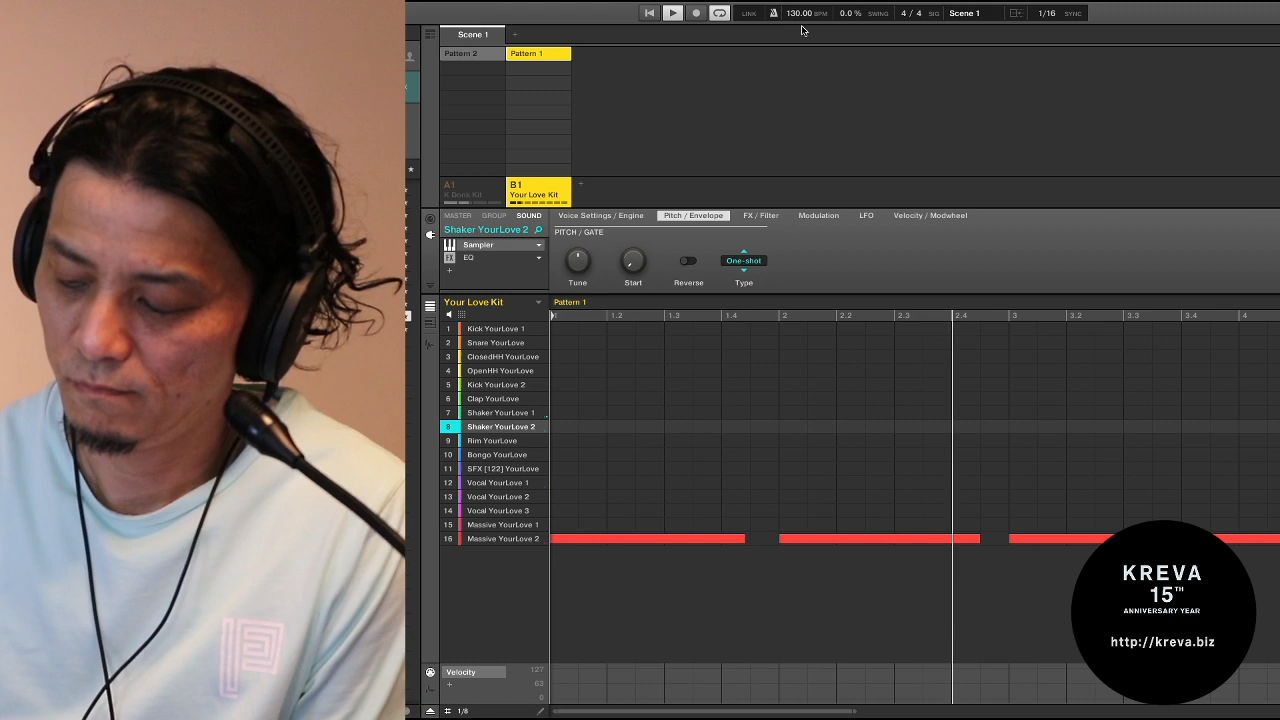 LINK 130.00 BPM 0.0 % SWING 4 / 4 SIG Scene 1 1/16 SYNC
Scene 1 +
Pattern 2 Pattern 1
A1 B1 +
K Dook Kit Your Love Kit
MASTER GROUP SOUND Voice Settings / Engine Pitch / Envelope FX / Filter Modulation LFO Velocity / Modwheel
Shaker YourLove 2 PITCH / GATE
Sampler
FX EQ One-shot
+
Tune Start Reverse Type
Your Love Kit Pattern 1
1.2 1.3 1.4 2 2.2 2.3 2.4 3 3.2 3.3 3.4 4
1 Kick YourLove 1
2 Snare YourLove
3 ClosedHH YourLove
4 OpenHH YourLove
5 Kick YourLove 2
6 Clap YourLove
7 Shaker YourLove 1
8 Shaker YourLove 2
9 Rim YourLove
10 Bongo YourLove
11 SFX [122] YourLove
12 Vocal YourLove 1
13 Vocal YourLove 2
14 Vocal YourLove 3
15 Massive YourLove 1
16 Massive YourLove 2
KREVA
15TH
ANNIVERSARY YEAR
http://kreva.biz
Velocity 127
+ 63
0
1/8